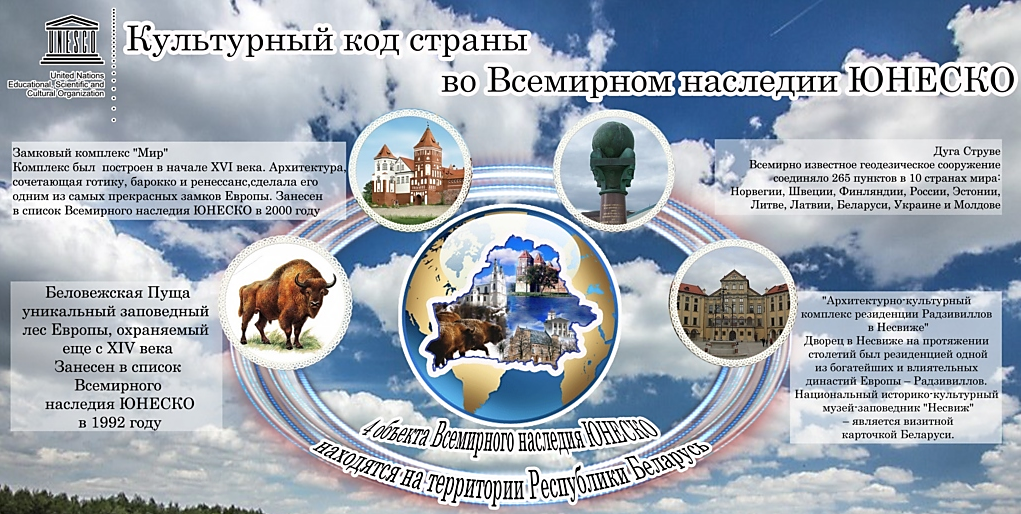 UNESCO
United Nations
Educational, Scientific and
Cultural Organization
Культурный код страны
во Всемирном наследии ЮНЕСКО
Замковый комплекс "Мир"
Комплекс был построен в начале XVI века. Архитектура,
сочетающая готику, барокко и ренессанс,сделала его
одним из самых прекрасных замков Европы. Занесен
в список Всемирного наследия ЮНЕСКО в 2000 году
Дуга Струве
Всемирно известное геодезическое сооружение
соединяло 265 пунктов в 10 странах мира:
Норвегии, Швеции, Финляндии, России, Эстонии,
Литве, Латвии, Беларуси, Украине и Молдове
Беловежская Пуща
уникальный заповедный
лес Европы, охраняемый
еще с XIV века
Занесен в список
Всемирного
наследия ЮНЕСКО
в 1992 году
"Архитектурно-культурный
комплекс резиденции Радзивиллов
в Несвиже"
Дворец в Несвиже на протяжении
столетий был резиденцией одной
из богатейших и влиятельных
династий Европы – Радзивиллов.
Национальный историко-культурный
музей-заповедник "Несвиж"
– является визитной
карточкой Беларуси.
4 объекта Всемирного наследия ЮНЕСКО
находятся на территории Республики Беларусь